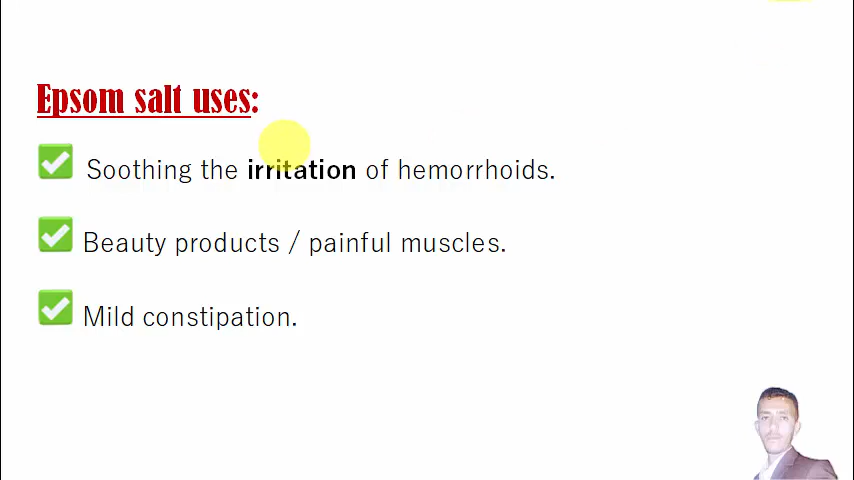 Epsom salt uses:
Soothing the irritation of hemorrhoids.
Beauty products / painful muscles.
Mild constipation.